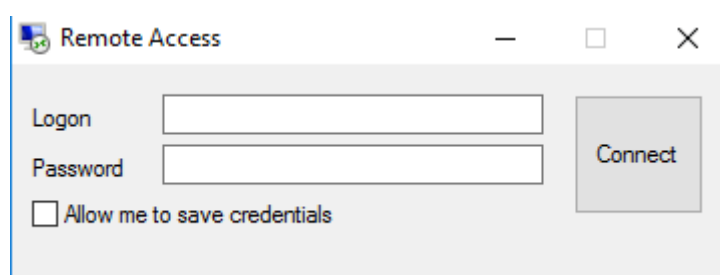 Remote Access
Logon
Password
Connect
Allow me to save credentials